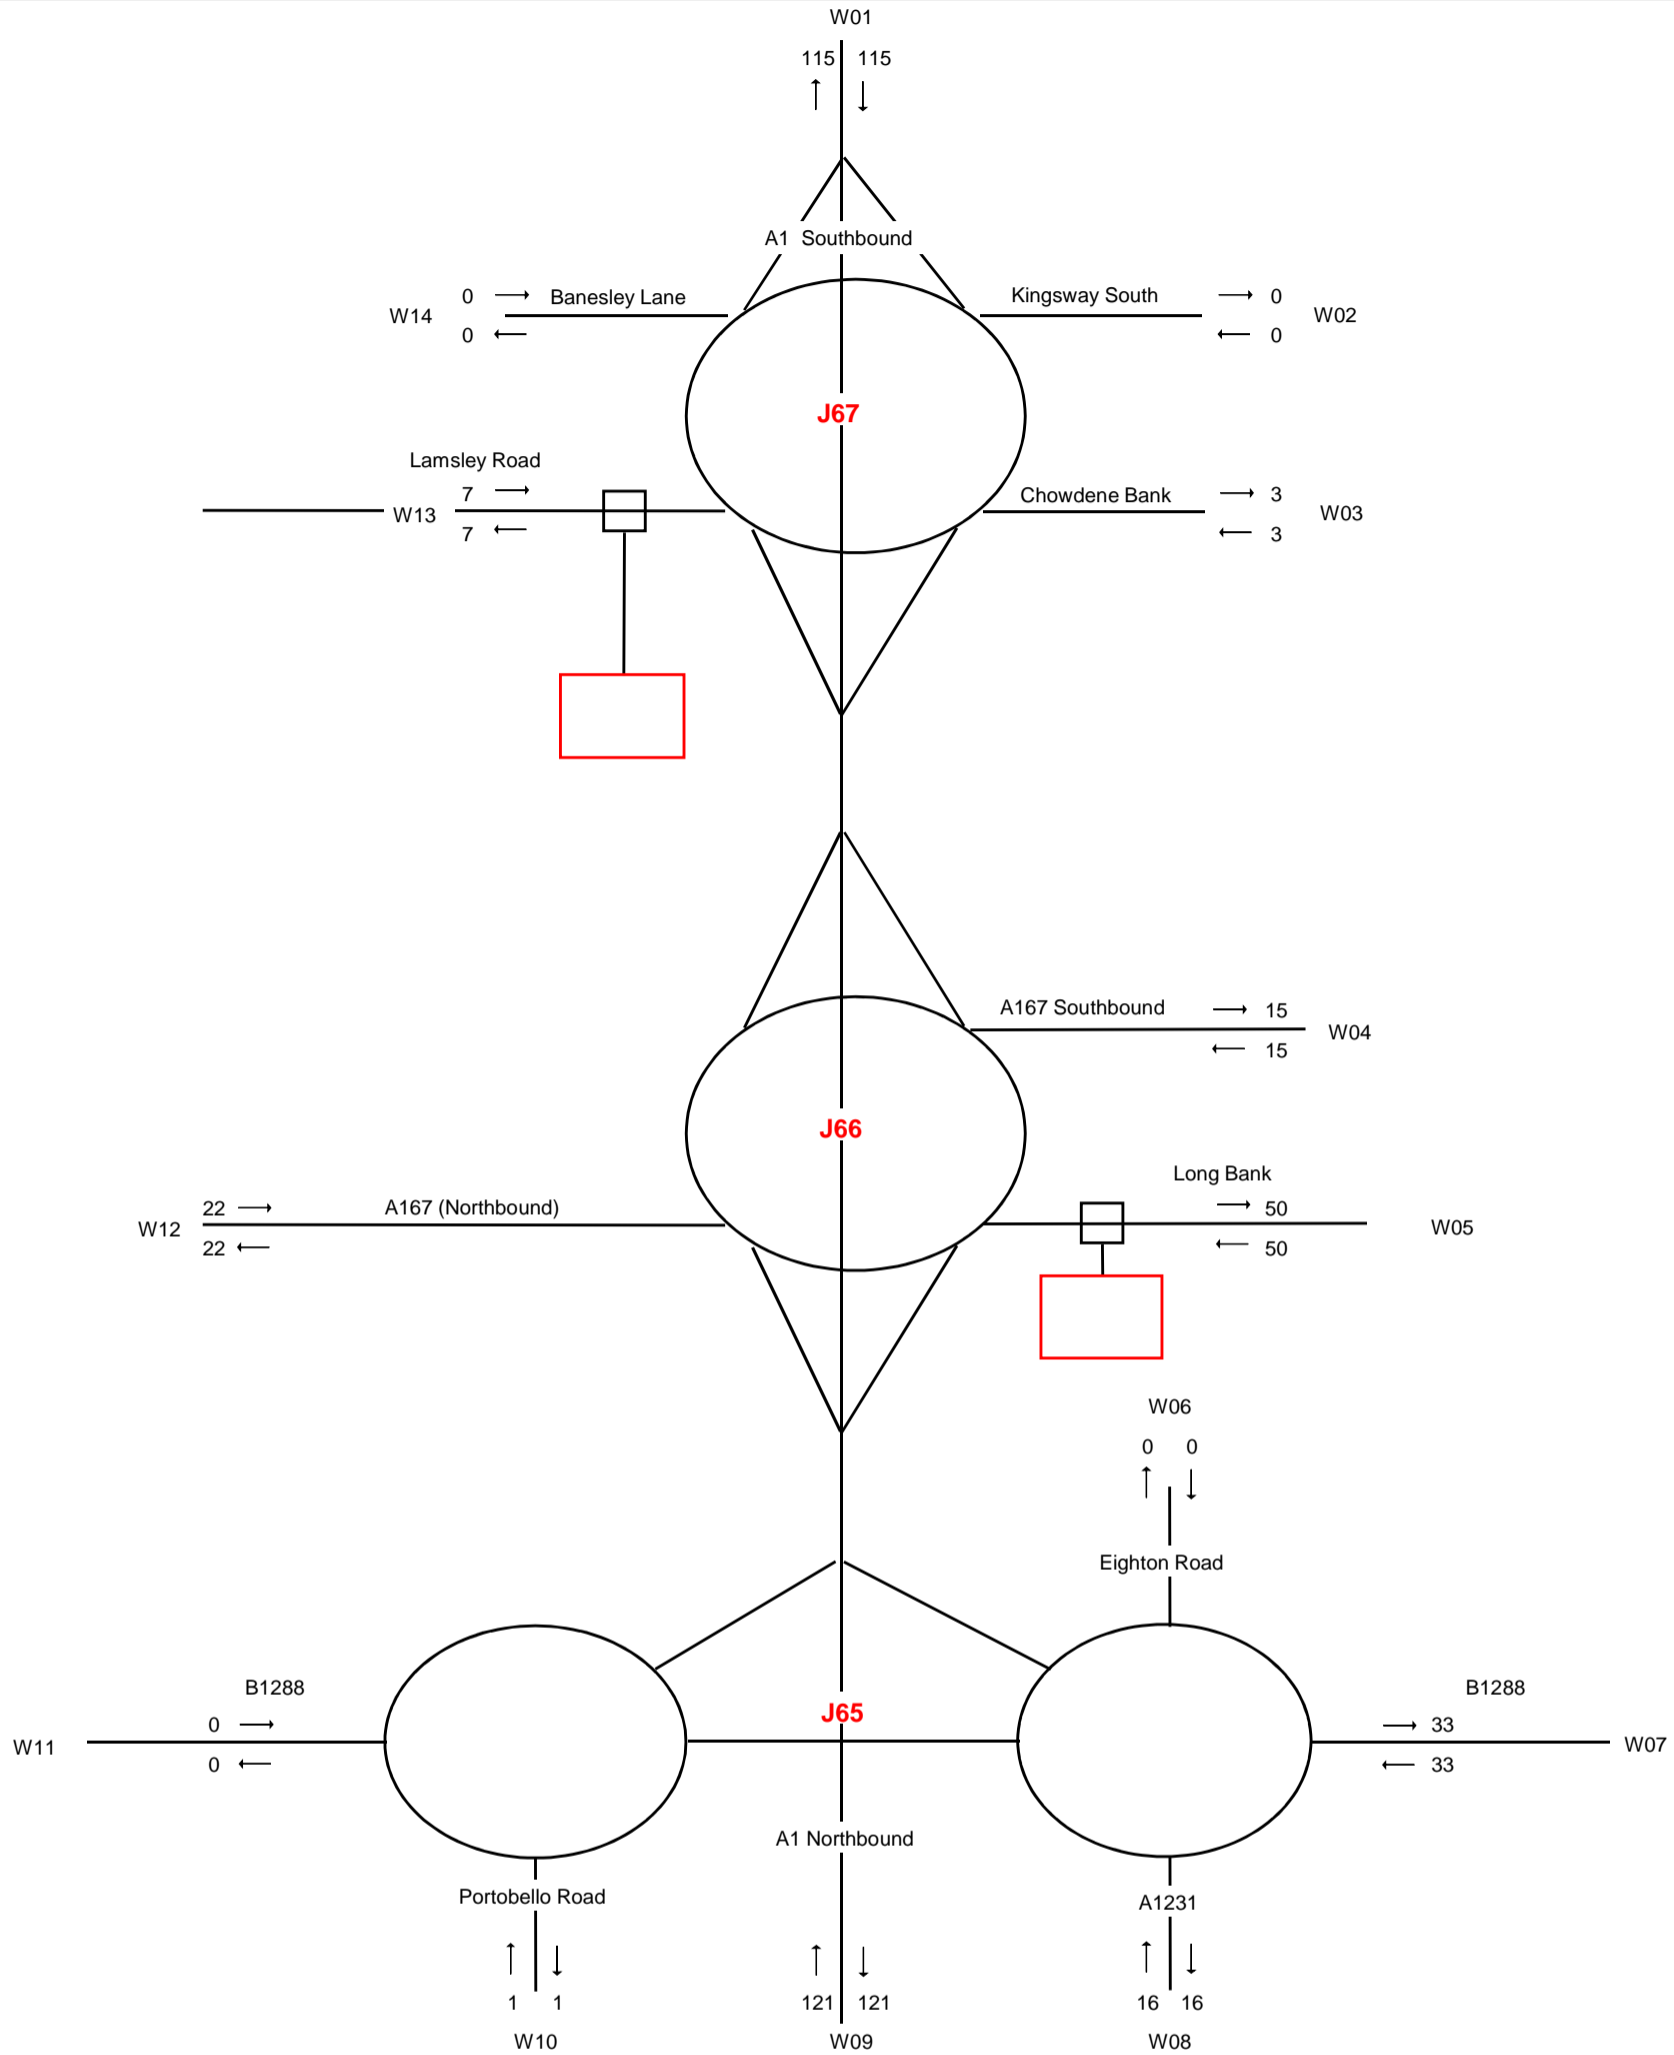 W01
115 115
A1 Southbound
0 Banesley Lane Kingsway South 0
W14 W02
0 0
J67
Lamsley Road
7 Chowdene Bank 3
W13 W03
7 3
A167 Southbound 15
W04
15
J66
Long Bank
22 A167 (Northbound) 50
W12 W05
22 50
W06
0 0
Eighton Road
B1288 B1288
J65
0 33
W11 W07
0 33
A1 Northbound
Portobello Road A1231
1 1 121 121 16 16
W10 W09 W08